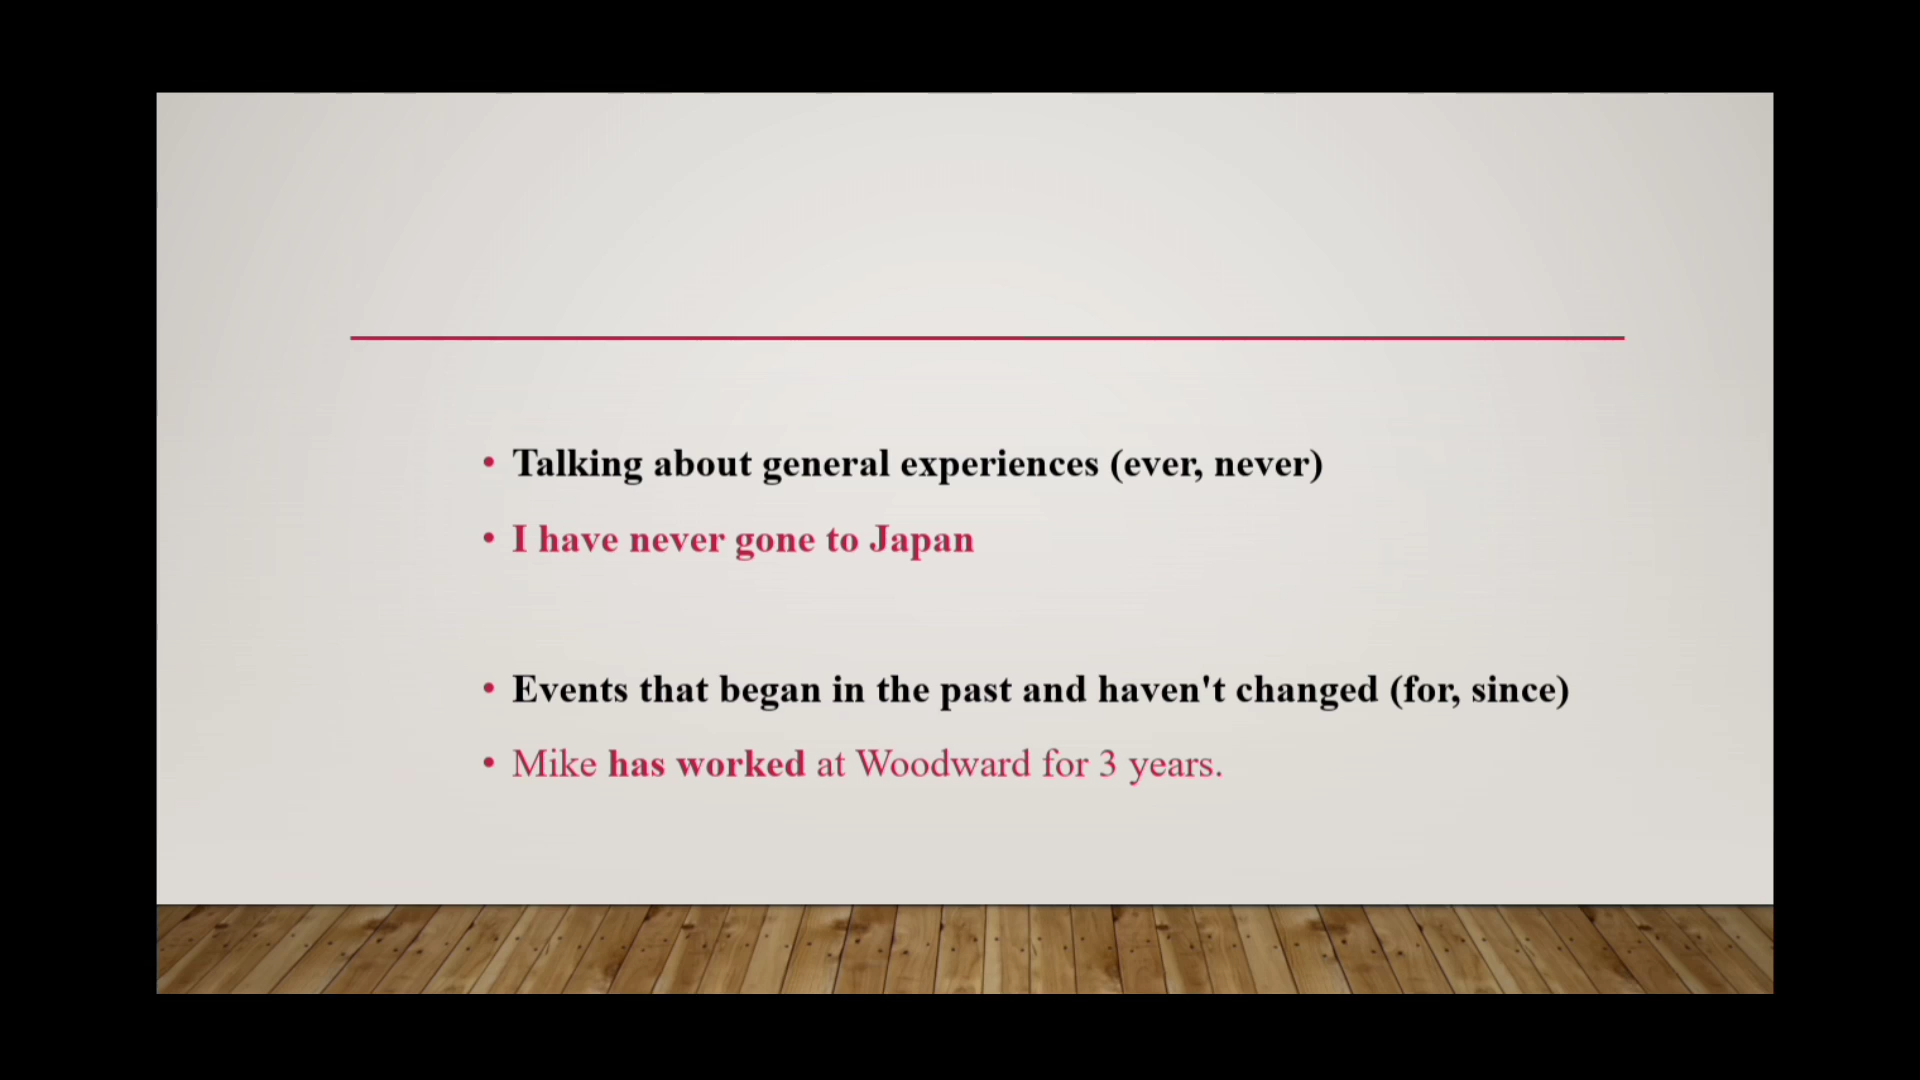 • Talking about general experiences (ever, never)
• I have never gone to Japan
• Events that began in the past and haven't changed (for, since)
• Mike has worked at Woodward for 3 years.